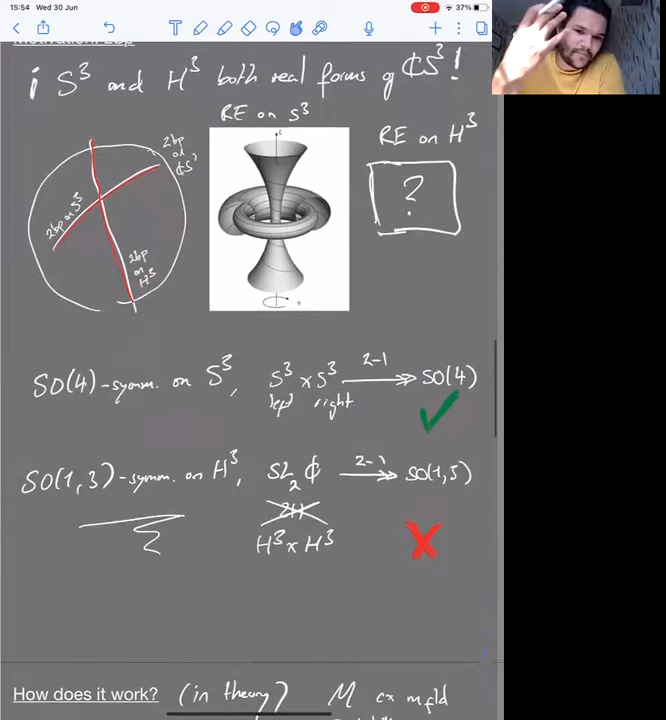 15:54 Wed 30 Jun
37%
Motivation: 2bp
¡ S³ and H³ both real forms of ℂS³!
RE on S³
RE on H³
?
2bp of ℂS³
2bp on S³
2bp on H³
SO(4)-symm. on S³, S³ × S³ 2-1 SO(4)
left right
SO(1,3)-symm. on H³, SL₂ℂ 2-1 SO(1,3)
H³ × H³
How does it work? (in theory) M cx mfld